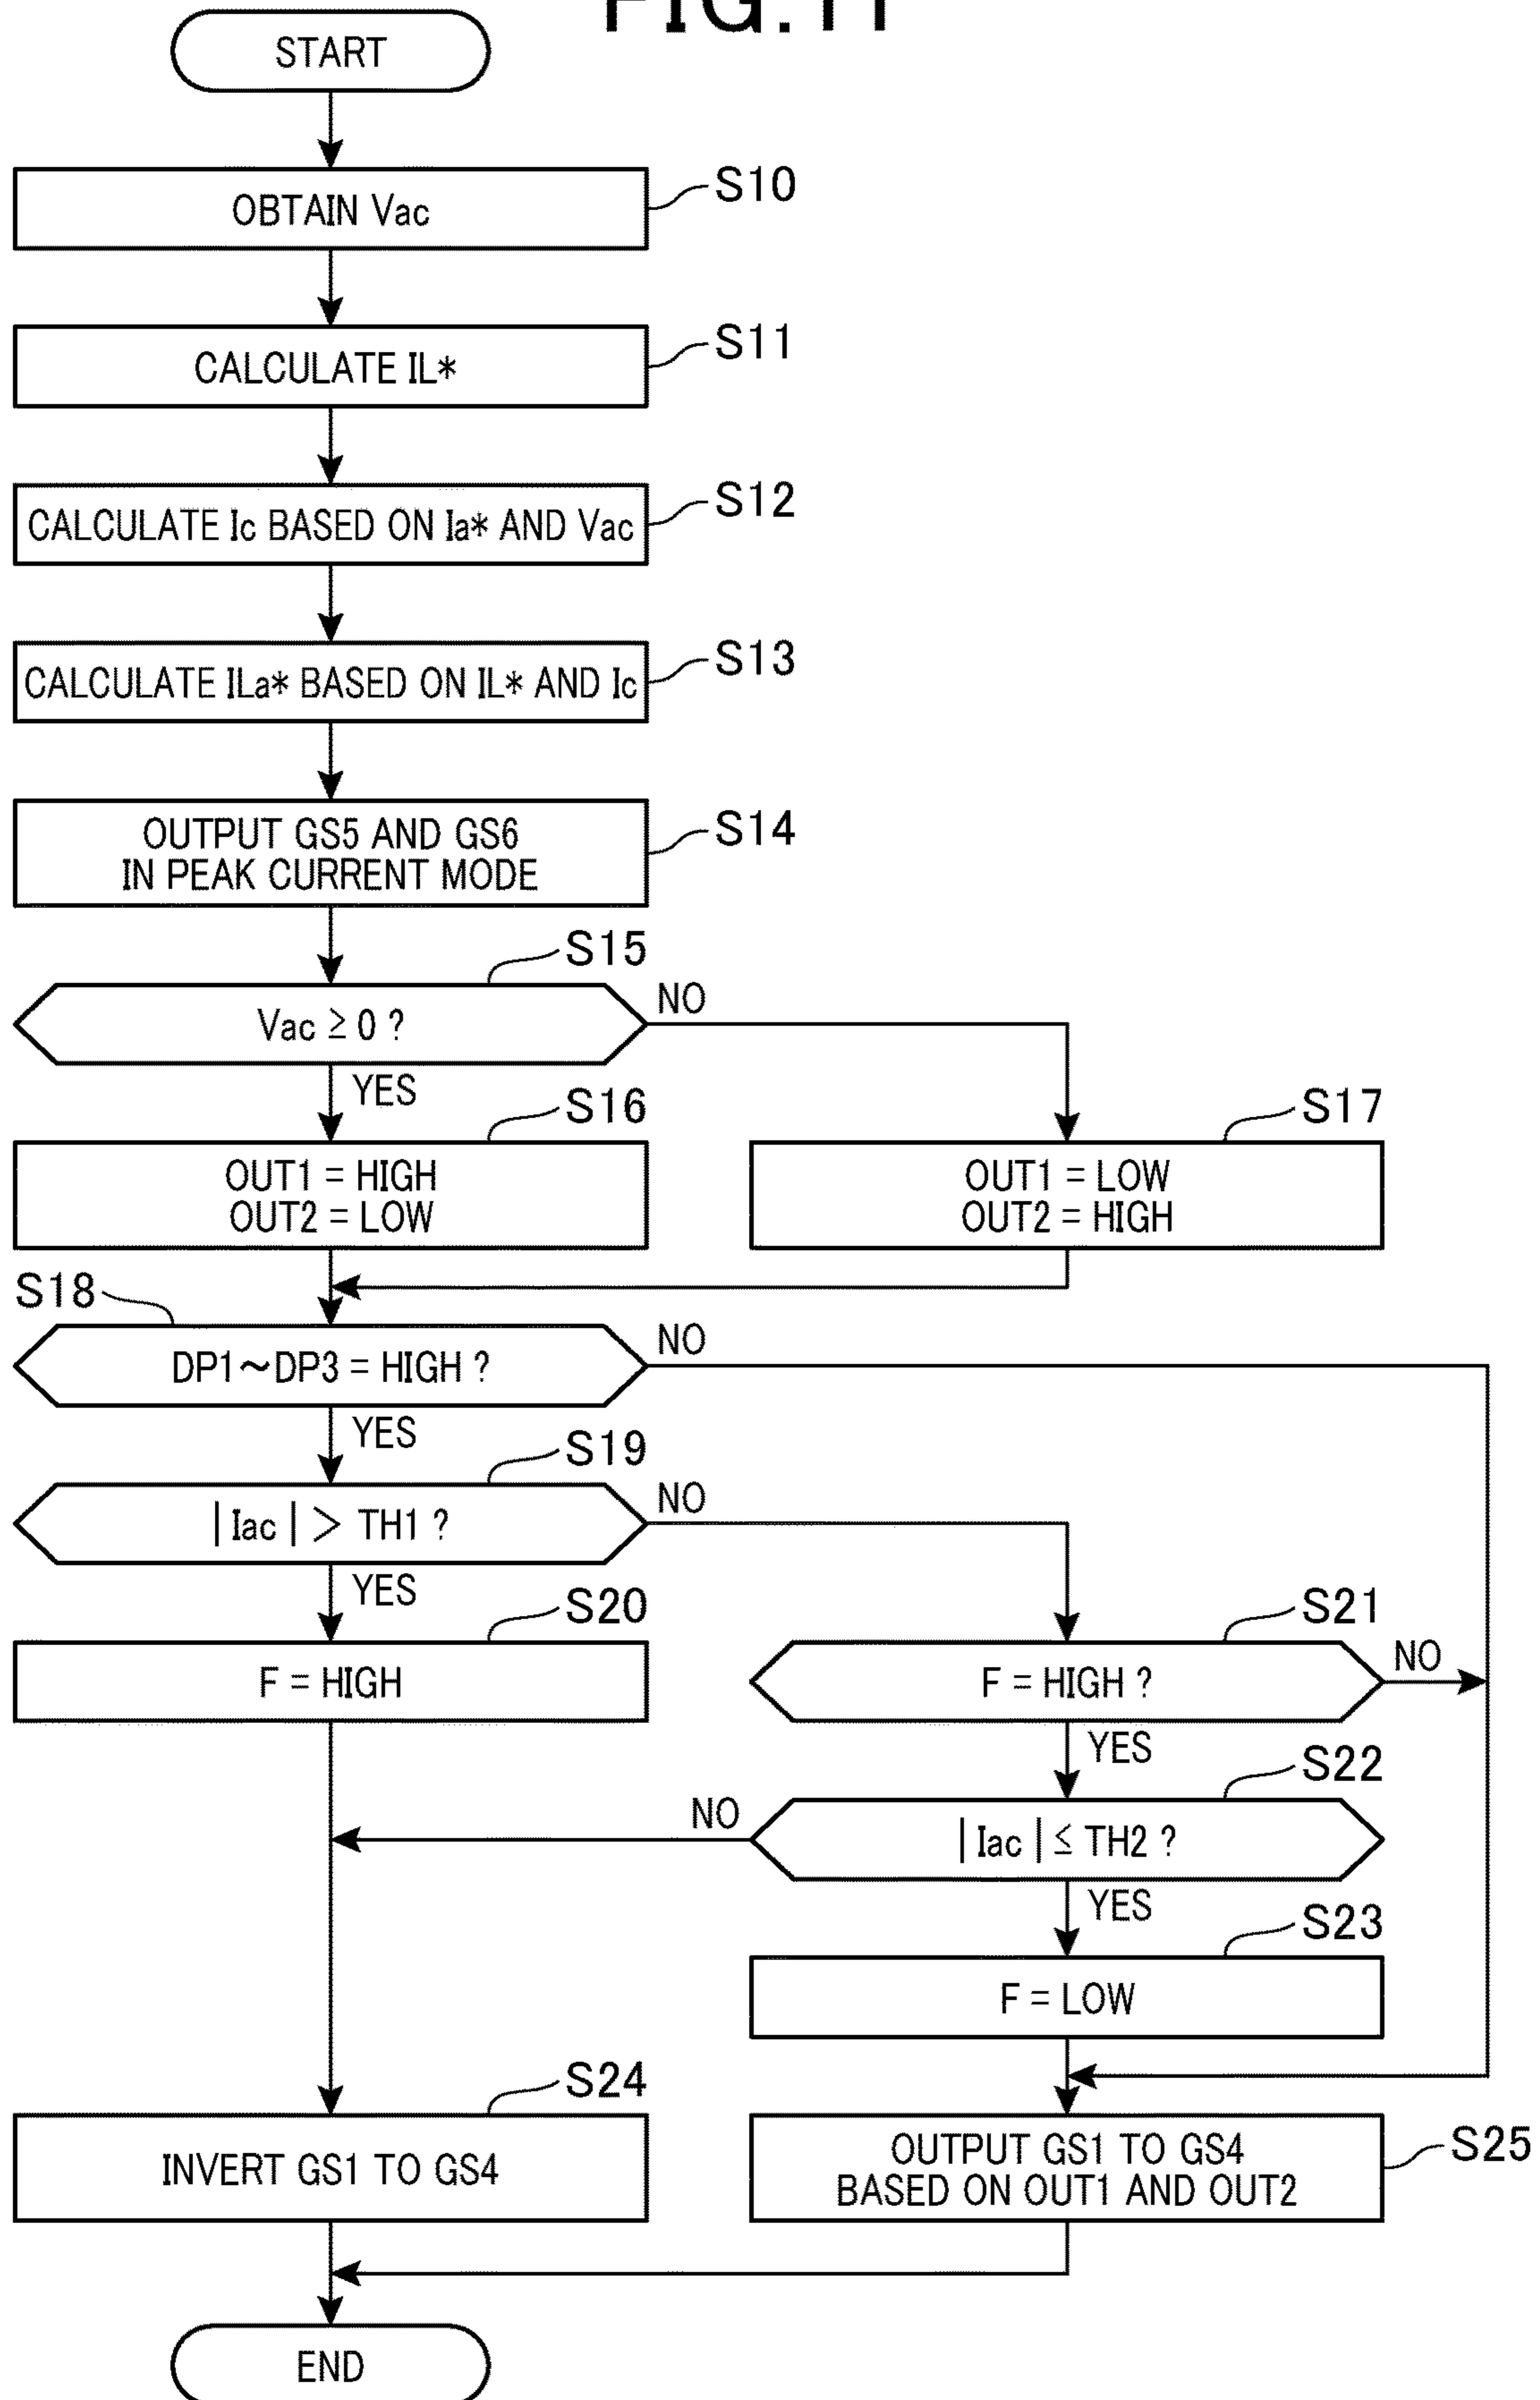 FIG.11
START
OBTAIN Vac
S10
CALCULATE IL*
S11
CALCULATE Ic BASED ON Ia* AND Vac
S12
CALCULATE ILa* BASED ON IL* AND Ic
S13
OUTPUT GS5 AND GS6
IN PEAK CURRENT MODE
S14
S15
Vac ≧ 0 ?
NO
YES
S16
OUT1 = HIGH
OUT2 = LOW
S17
OUT1 = LOW
OUT2 = HIGH
S18
DP1～DP3 = HIGH ?
NO
YES
S19
| Iac | > TH1 ?
NO
YES
S20
F = HIGH
S21
F = HIGH ?
NO
YES
S22
| Iac | ≦ TH2 ?
NO
YES
S23
F = LOW
S24
INVERT GS1 TO GS4
S25
OUTPUT GS1 TO GS4
BASED ON OUT1 AND OUT2
END